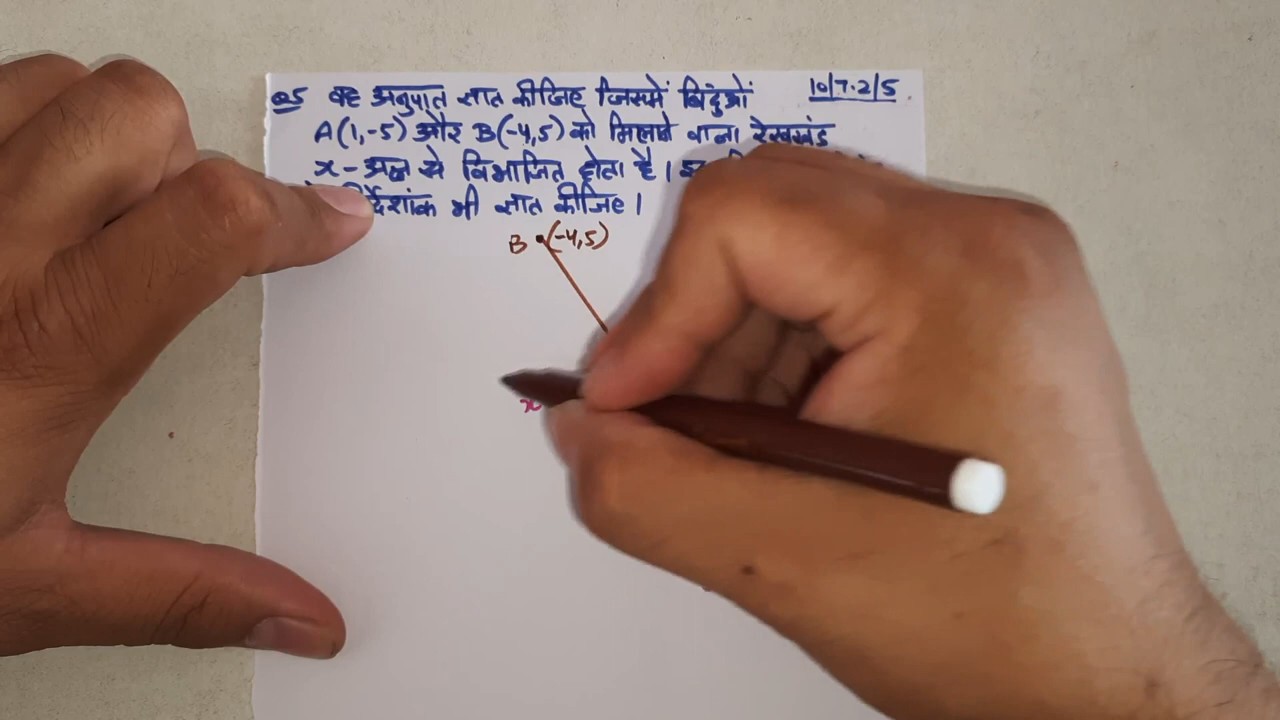 Q5 वह अनुपात ज्ञात कीजिए जिसमें बिंदुओं 10/7.2/5
A(1,-5) और B(-4,5) को मिलाने वाला रेखाखंड
x-अक्ष से विभाजित होता है।
निर्देशांक भी ज्ञात कीजिए।
B (-4,5)
x